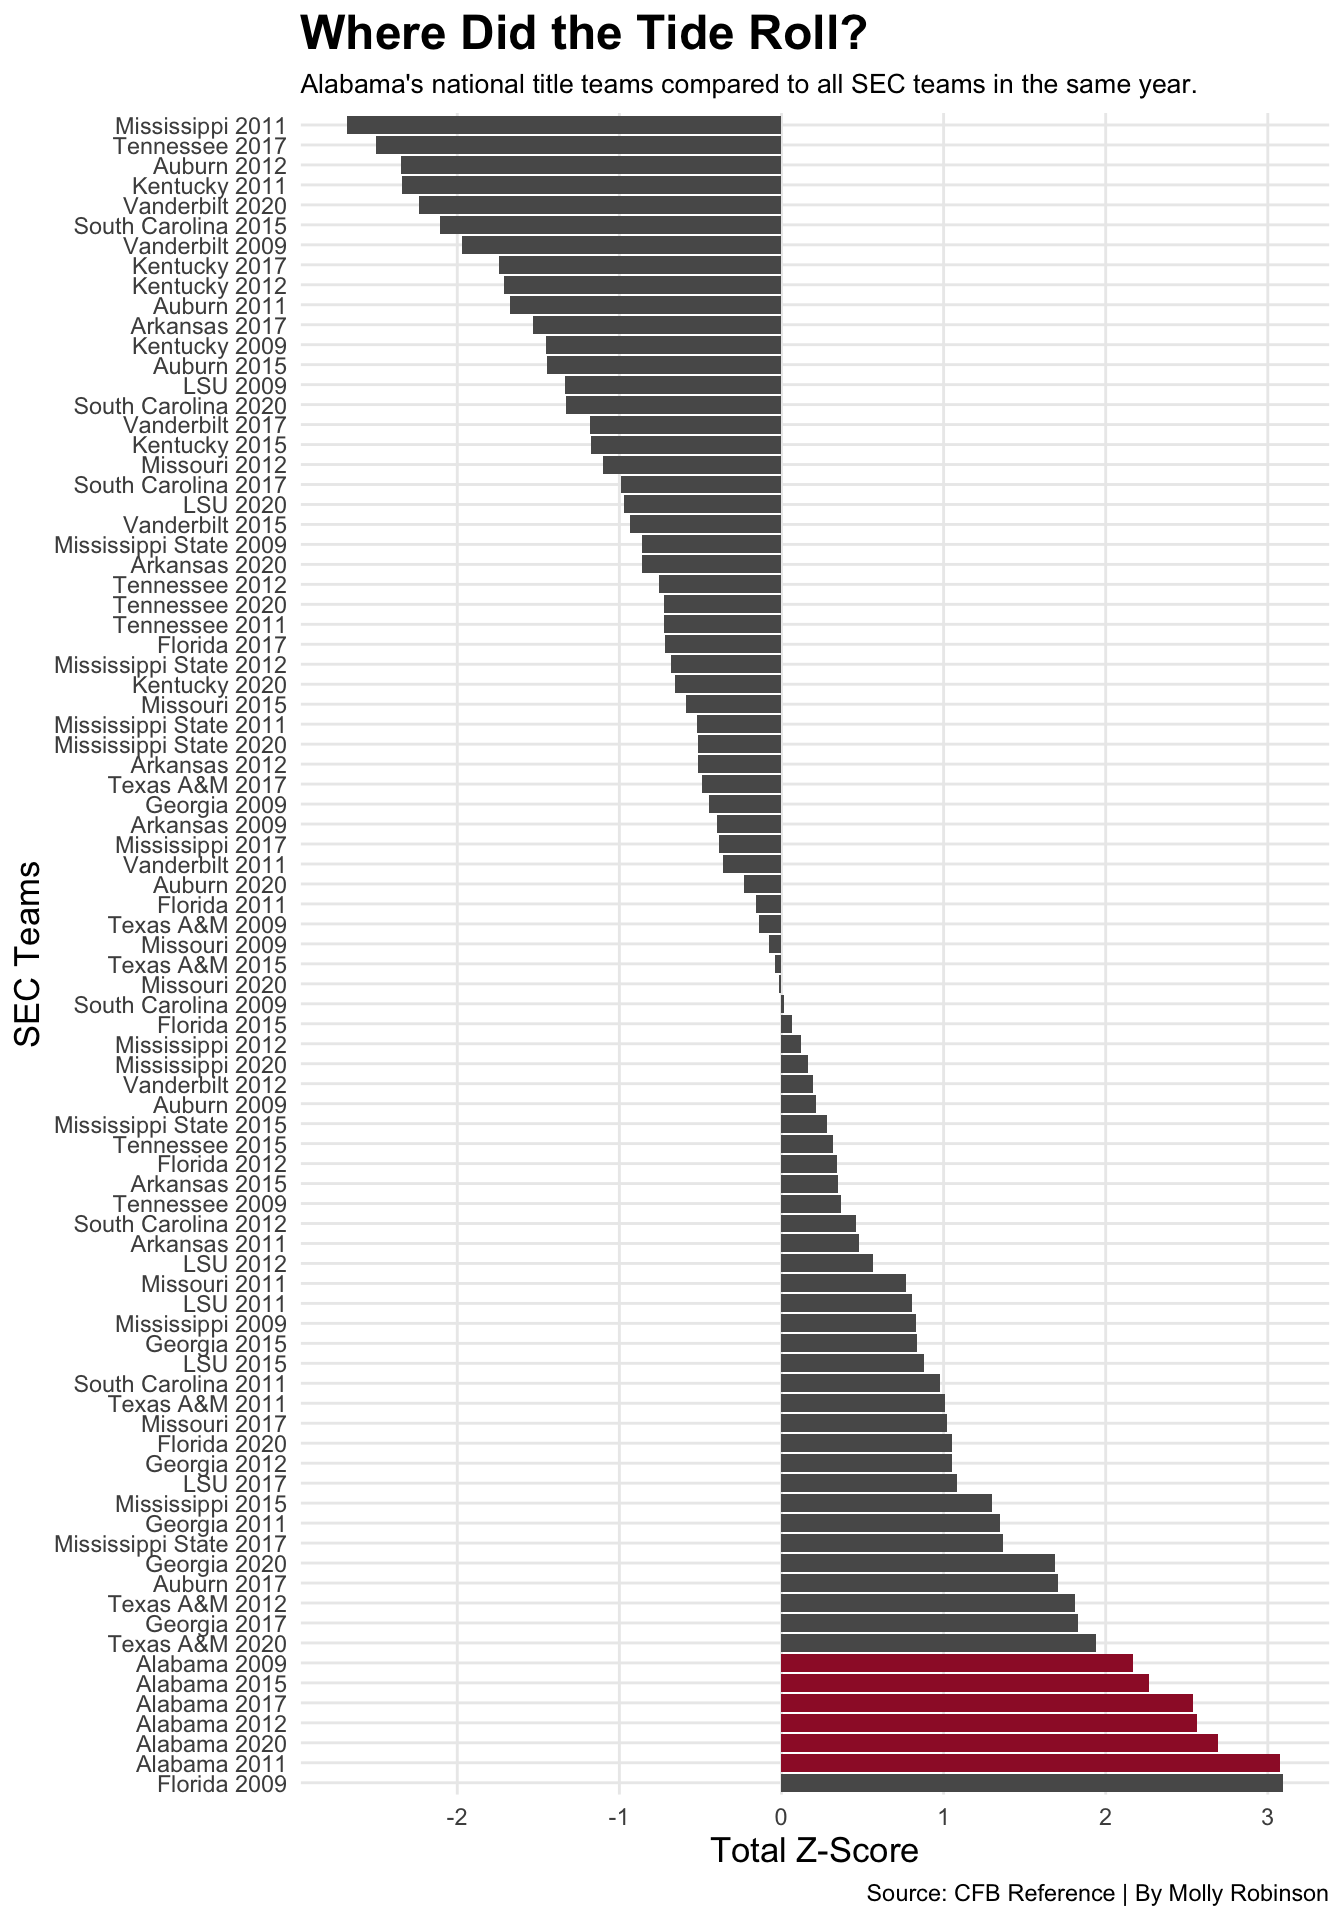 Where Did the Tide Roll?
Alabama's national title teams compared to all SEC teams in the same year.
Mississippi 2011
Tennessee 2017
Auburn 2012
Kentucky 2011
Vanderbilt 2020
South Carolina 2015
Vanderbilt 2009
Kentucky 2017
Kentucky 2012
Auburn 2011
Arkansas 2017
Kentucky 2009
Auburn 2015
LSU 2009
South Carolina 2020
Vanderbilt 2017
Kentucky 2015
Missouri 2012
South Carolina 2017
LSU 2020
Vanderbilt 2015
Mississippi State 2009
Arkansas 2020
Tennessee 2012
Tennessee 2020
Tennessee 2011
Florida 2017
Mississippi State 2012
Kentucky 2020
Missouri 2015
Mississippi State 2011
Mississippi State 2020
Arkansas 2012
Texas A&M 2017
Georgia 2009
Arkansas 2009
Mississippi 2017
Vanderbilt 2011
Auburn 2020
Florida 2011
Texas A&M 2009
Missouri 2009
Texas A&M 2015
Missouri 2020
South Carolina 2009
Florida 2015
Mississippi 2012
Mississippi 2020
Vanderbilt 2012
Auburn 2009
Mississippi State 2015
Tennessee 2015
Florida 2012
Arkansas 2015
Tennessee 2009
South Carolina 2012
Arkansas 2011
LSU 2012
Missouri 2011
LSU 2011
Mississippi 2009
Georgia 2015
LSU 2015
South Carolina 2011
Texas A&M 2011
Missouri 2017
Florida 2020
Georgia 2012
LSU 2017
Mississippi 2015
Georgia 2011
Mississippi State 2017
Georgia 2020
Auburn 2017
Texas A&M 2012
Georgia 2017
Texas A&M 2020
Alabama 2009
Alabama 2015
Alabama 2017
Alabama 2012
Alabama 2020
Alabama 2011
Florida 2009
SEC Teams
-2 -1 0 1 2 3
Total Z-Score
Source: CFB Reference | By Molly Robinson